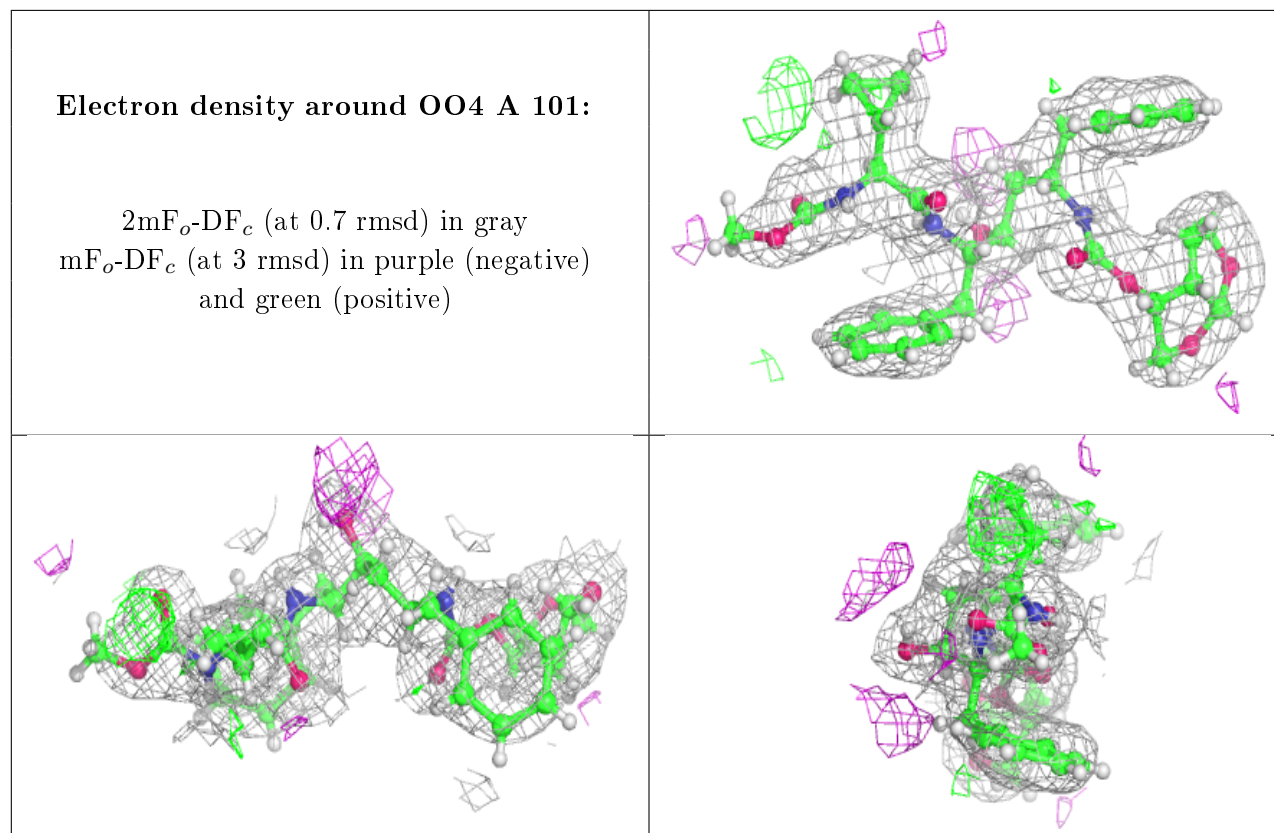 Electron density around OO4 A 101:
2mFo-DFc (at 0.7 rmsd) in gray
mFo-DFc (at 3 rmsd) in purple (negative)
and green (positive)